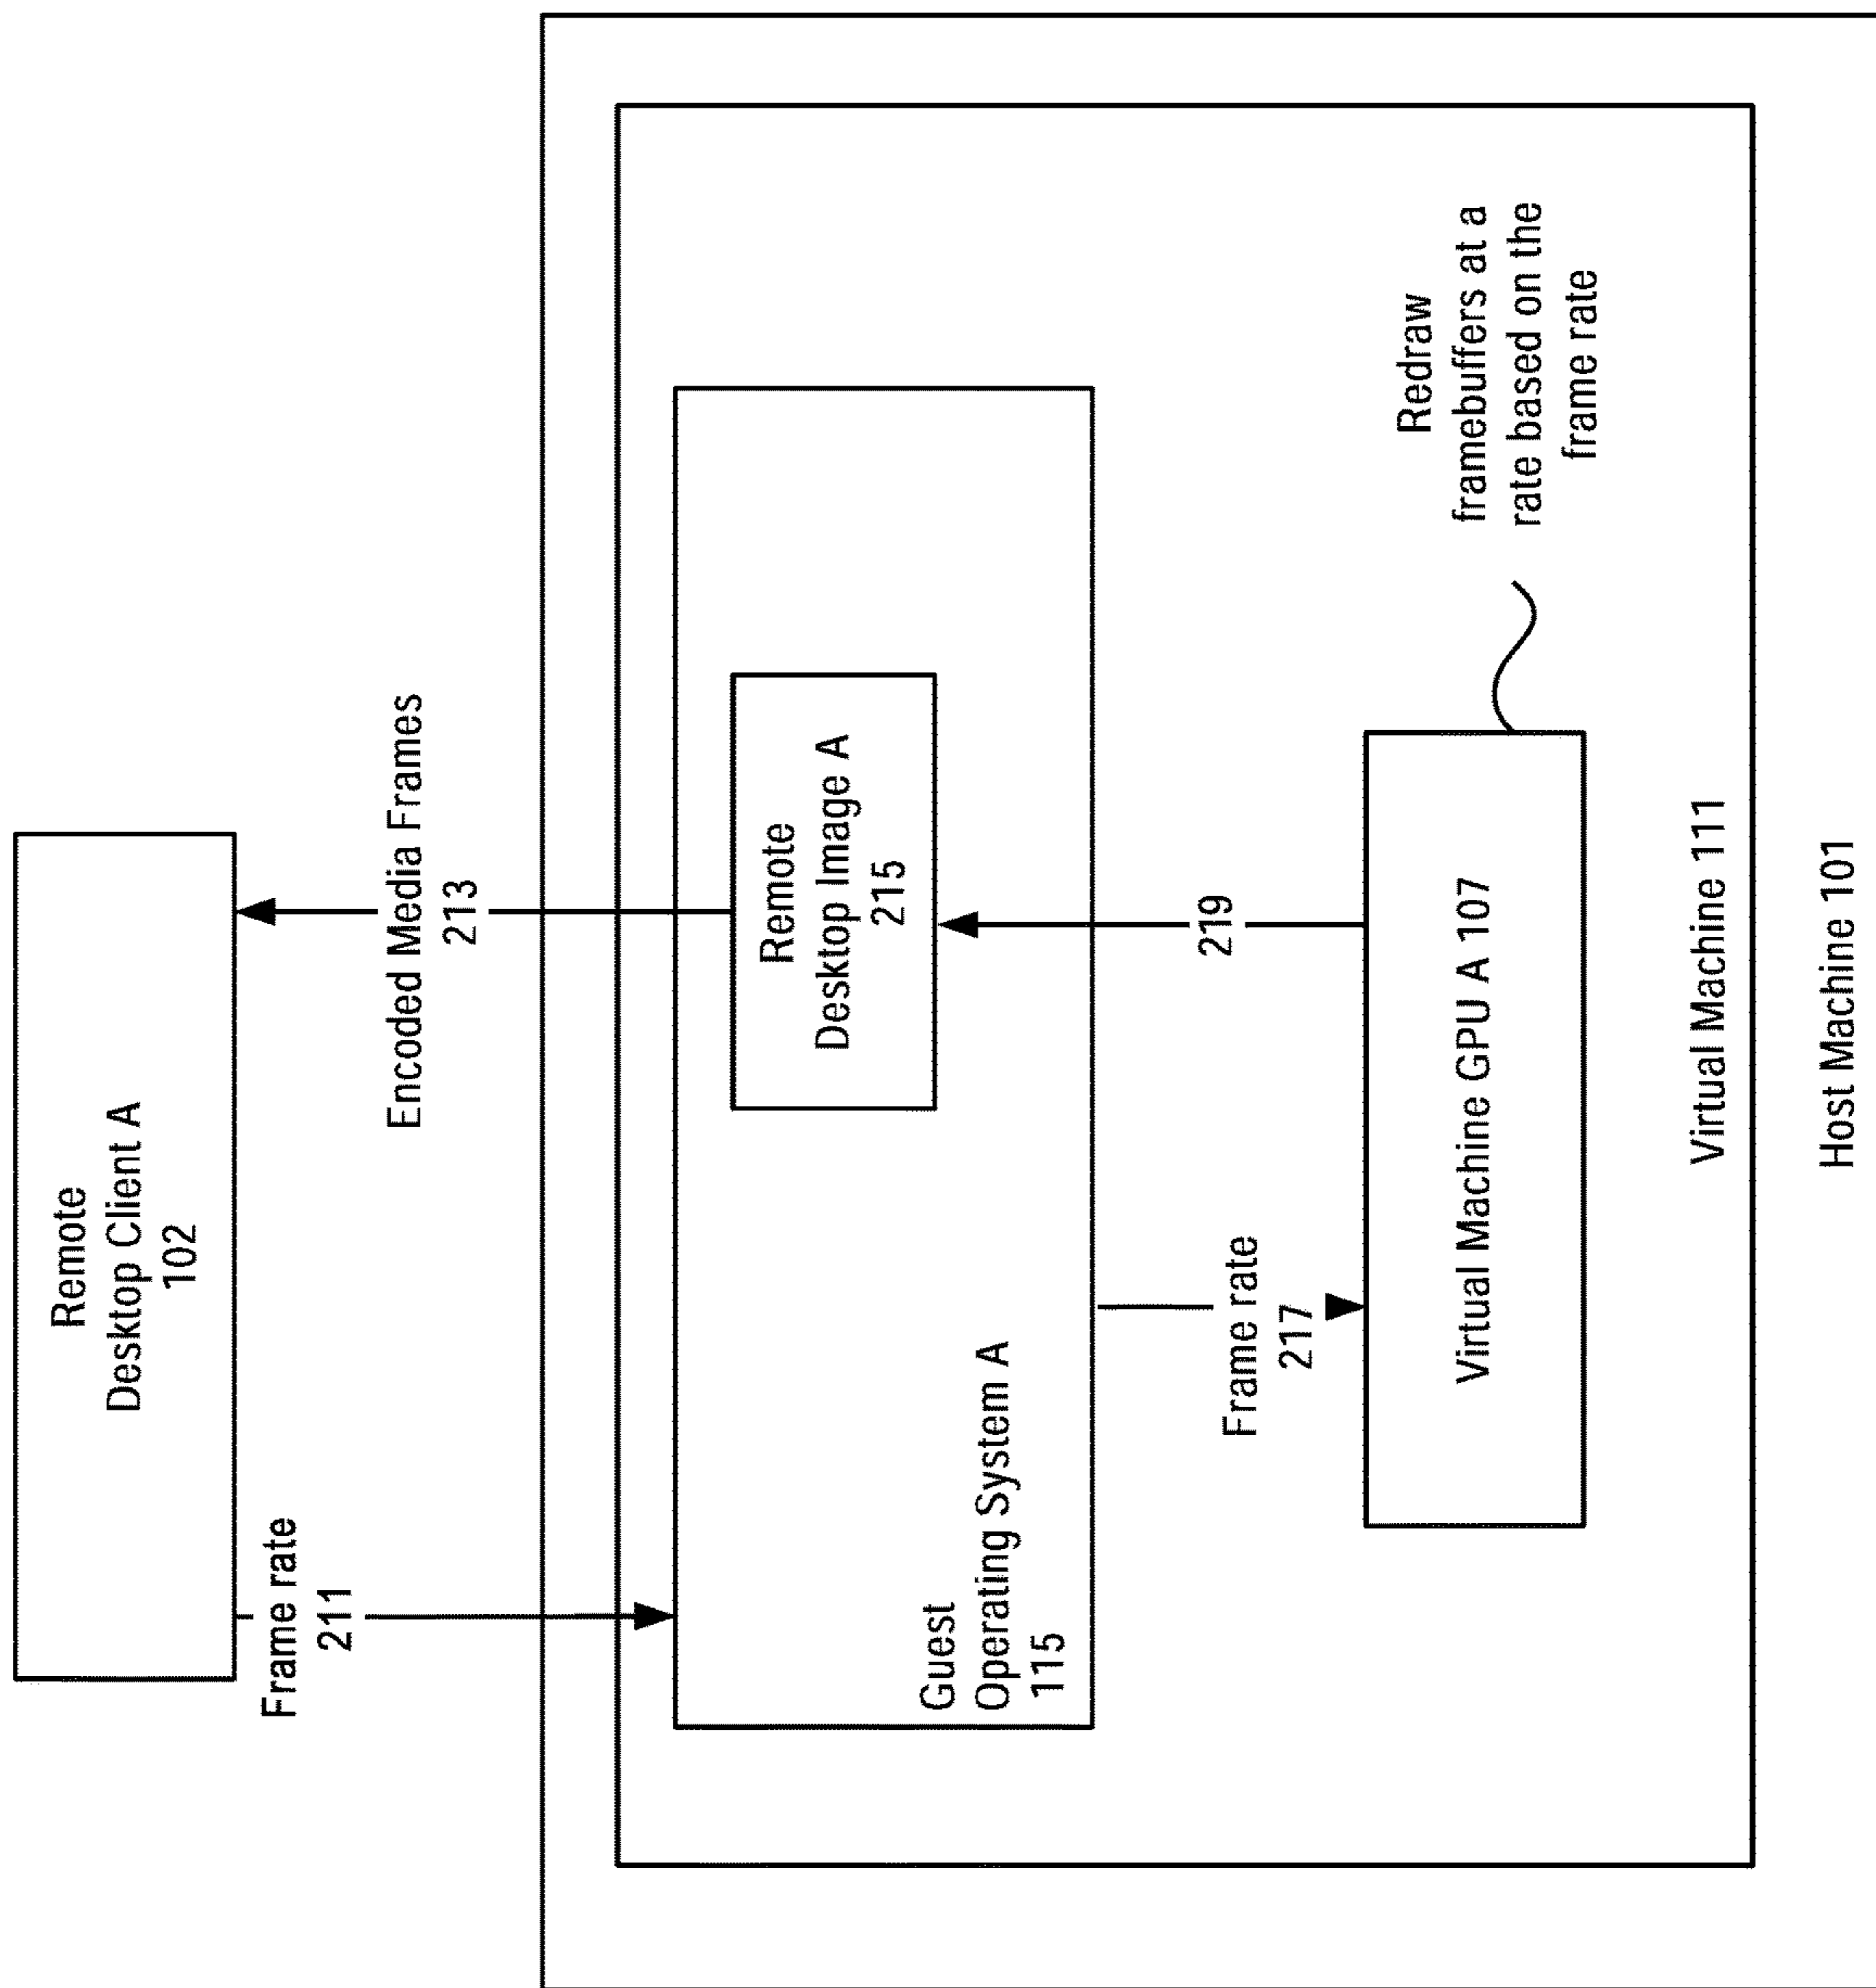 Remote
Desktop Client A
102
Frame rate
211
Encoded Media Frames
213
Remote
Desktop Image A
215
Guest
Operating System A
115
Frame rate
217
219
Virtual Machine GPU A 107
Redraw
framebuffers at a
rate based on the
frame rate
Virtual Machine 111
Host Machine 101